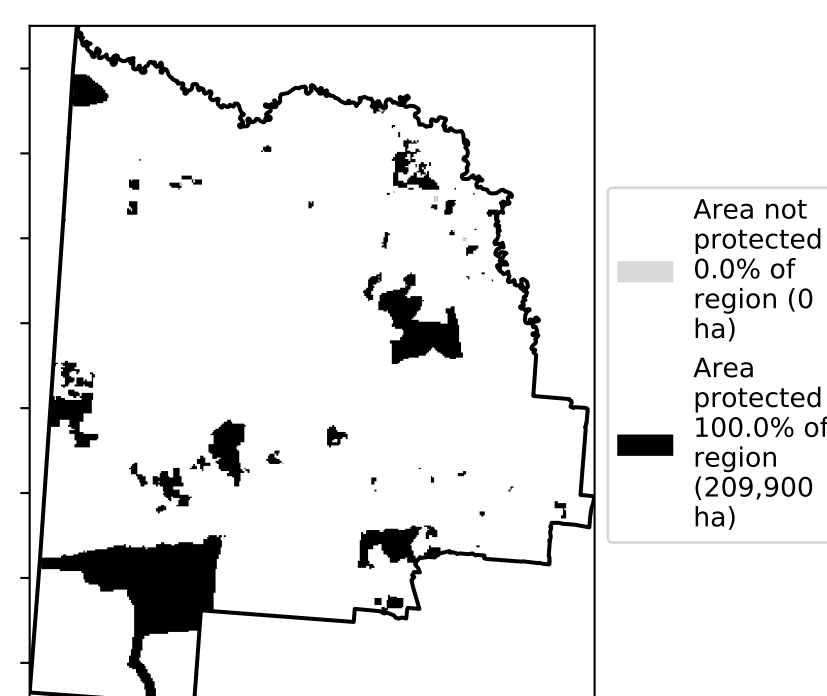 Area not
protected
0.0% of
region (0
ha)
Area
protected
100.0% of
region
(209,900
ha)